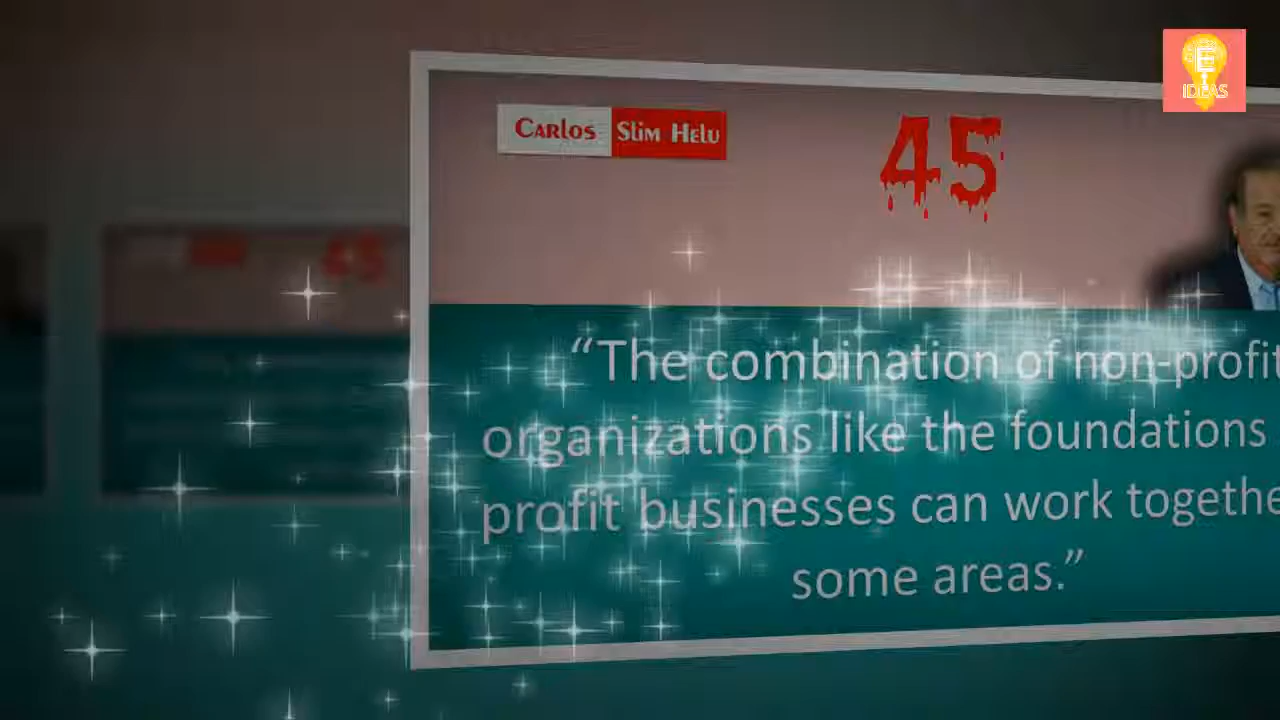 IDEAS
Carlos Slim Helu
45
“The combination of non-profit
organizations like the foundations
profit businesses can work togethe
some areas.”